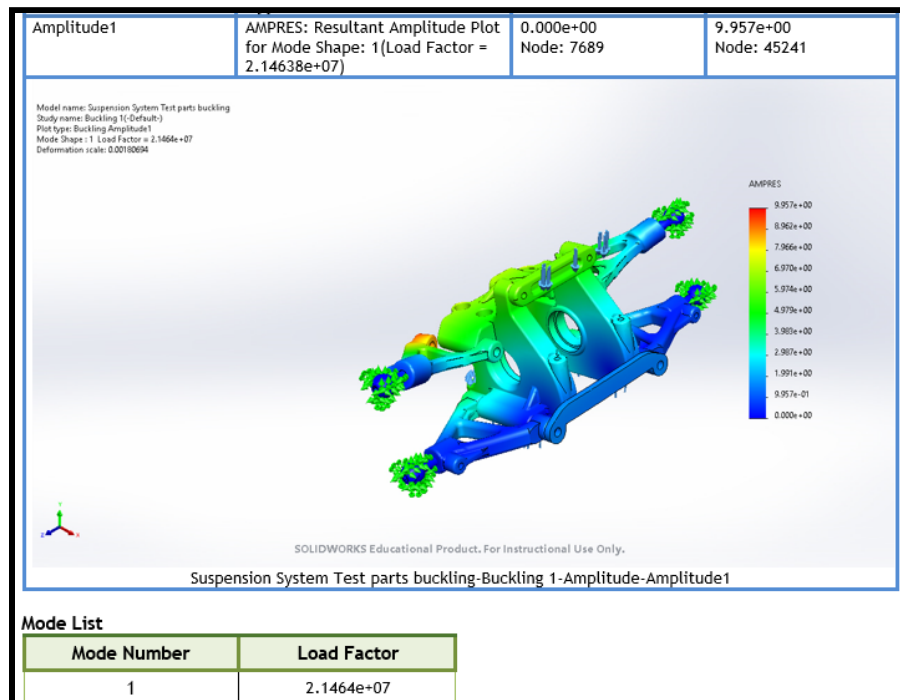 Amplitude1
AMPRES: Resultant Amplitude Plot
for Mode Shape: 1(Load Factor =
2.14638e+07)
0.000e+00
Node: 7689
9.957e+00
Node: 45241
Model name: Suspension System Test parts buckling
Study name: Buckling 1(-Default-)
Plot type: Buckling Amplitude1
Mode Shape : 1 Load Factor = 2.1464e+07
Deformation scale: 0.00180694
AMPRES
9.957e+00
8.962e+00
7.966e+00
6.970e+00
5.974e+00
4.979e+00
3.983e+00
2.987e+00
1.991e+00
9.957e-01
0.000e+00
SOLIDWORKS Educational Product. For Instructional Use Only.
Suspension System Test parts buckling-Buckling 1-Amplitude-Amplitude1
Mode List
Mode Number
Load Factor
1
2.1464e+07